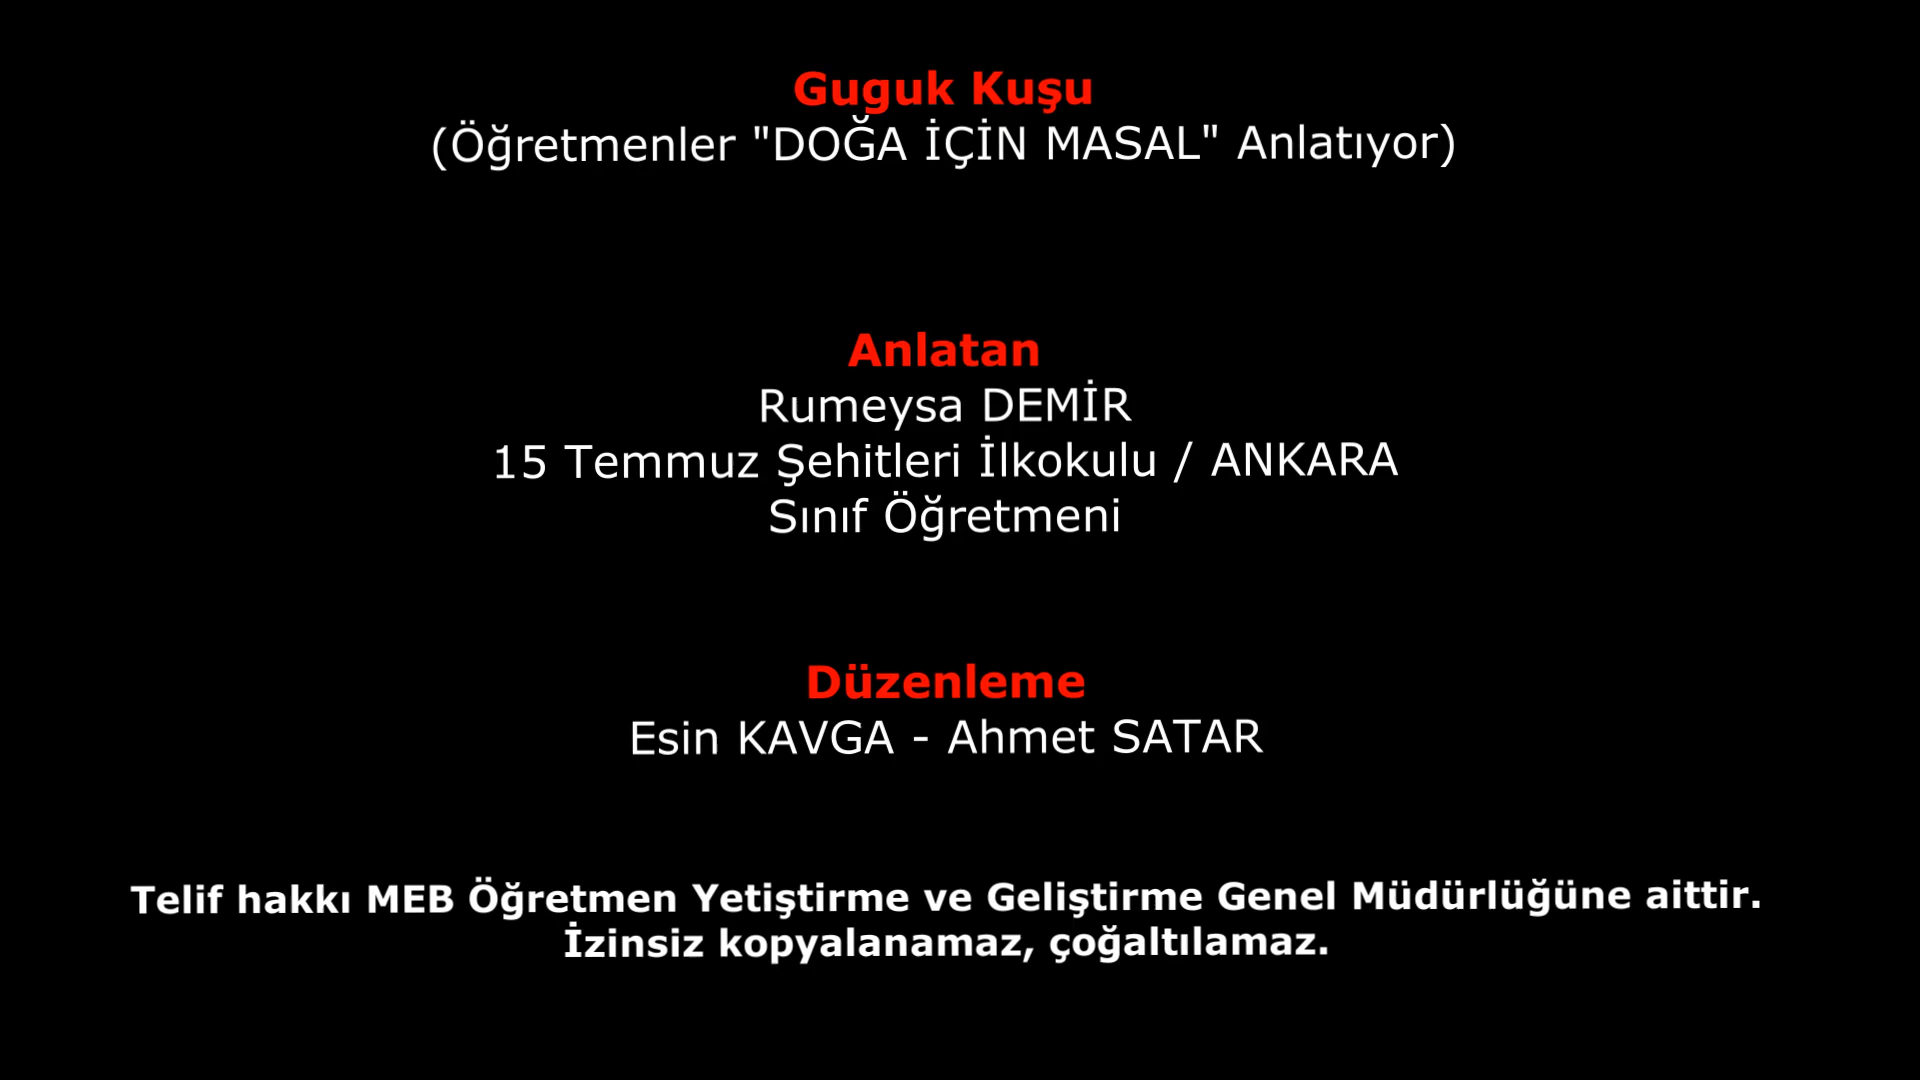 Guguk Kuşu
(Öğretmenler "DOĞA İÇİN MASAL" Anlatıyor)
Anlatan
Rumeysa DEMİR
15 Temmuz Şehitleri İlkokulu / ANKARA
Sınıf Öğretmeni
Düzenleme
Esin KAVGA - Ahmet SATAR
Telif hakkı MEB Öğretmen Yetiştirme ve Geliştirme Genel Müdürlüğüne aittir.
İzinsiz kopyalanamaz, çoğaltılamaz.